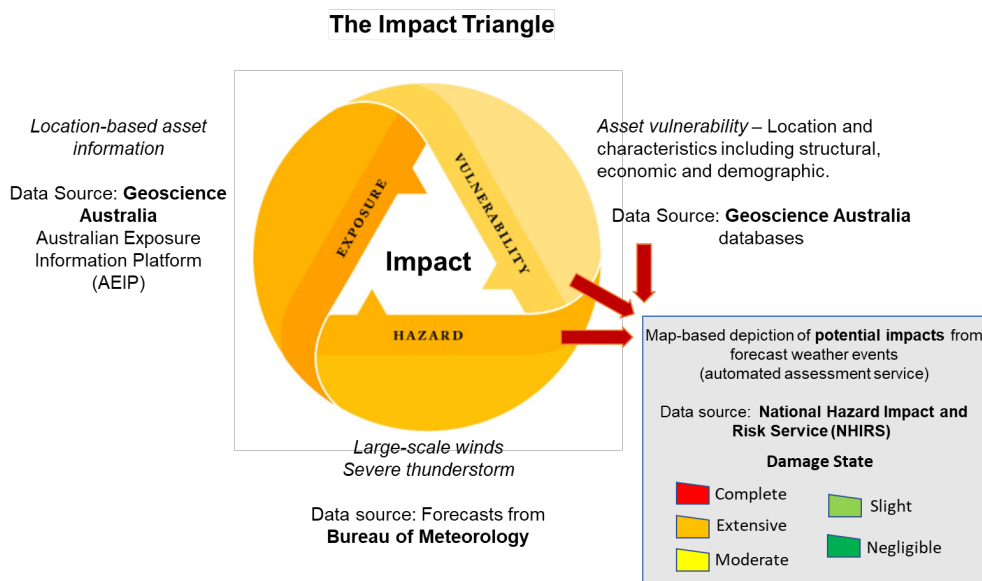 The Impact Triangle
Location-based asset
information
Data Source: Geoscience
Australia
Australian Exposure
Information Platform
(AEIP)
EXPOSURE
VULNERABILITY
Impact
HAZARD
Asset vulnerability – Location and
characteristics including structural,
economic and demographic.
Data Source: Geoscience Australia
databases
Large-scale winds
Severe thunderstorm
Data source: Forecasts from
Bureau of Meteorology
Map-based depiction of potential impacts from
forecast weather events
(automated assessment service)
Data source: National Hazard Impact and
Risk Service (NHIRS)
Damage State
Complete
Extensive
Moderate
Slight
Negligible